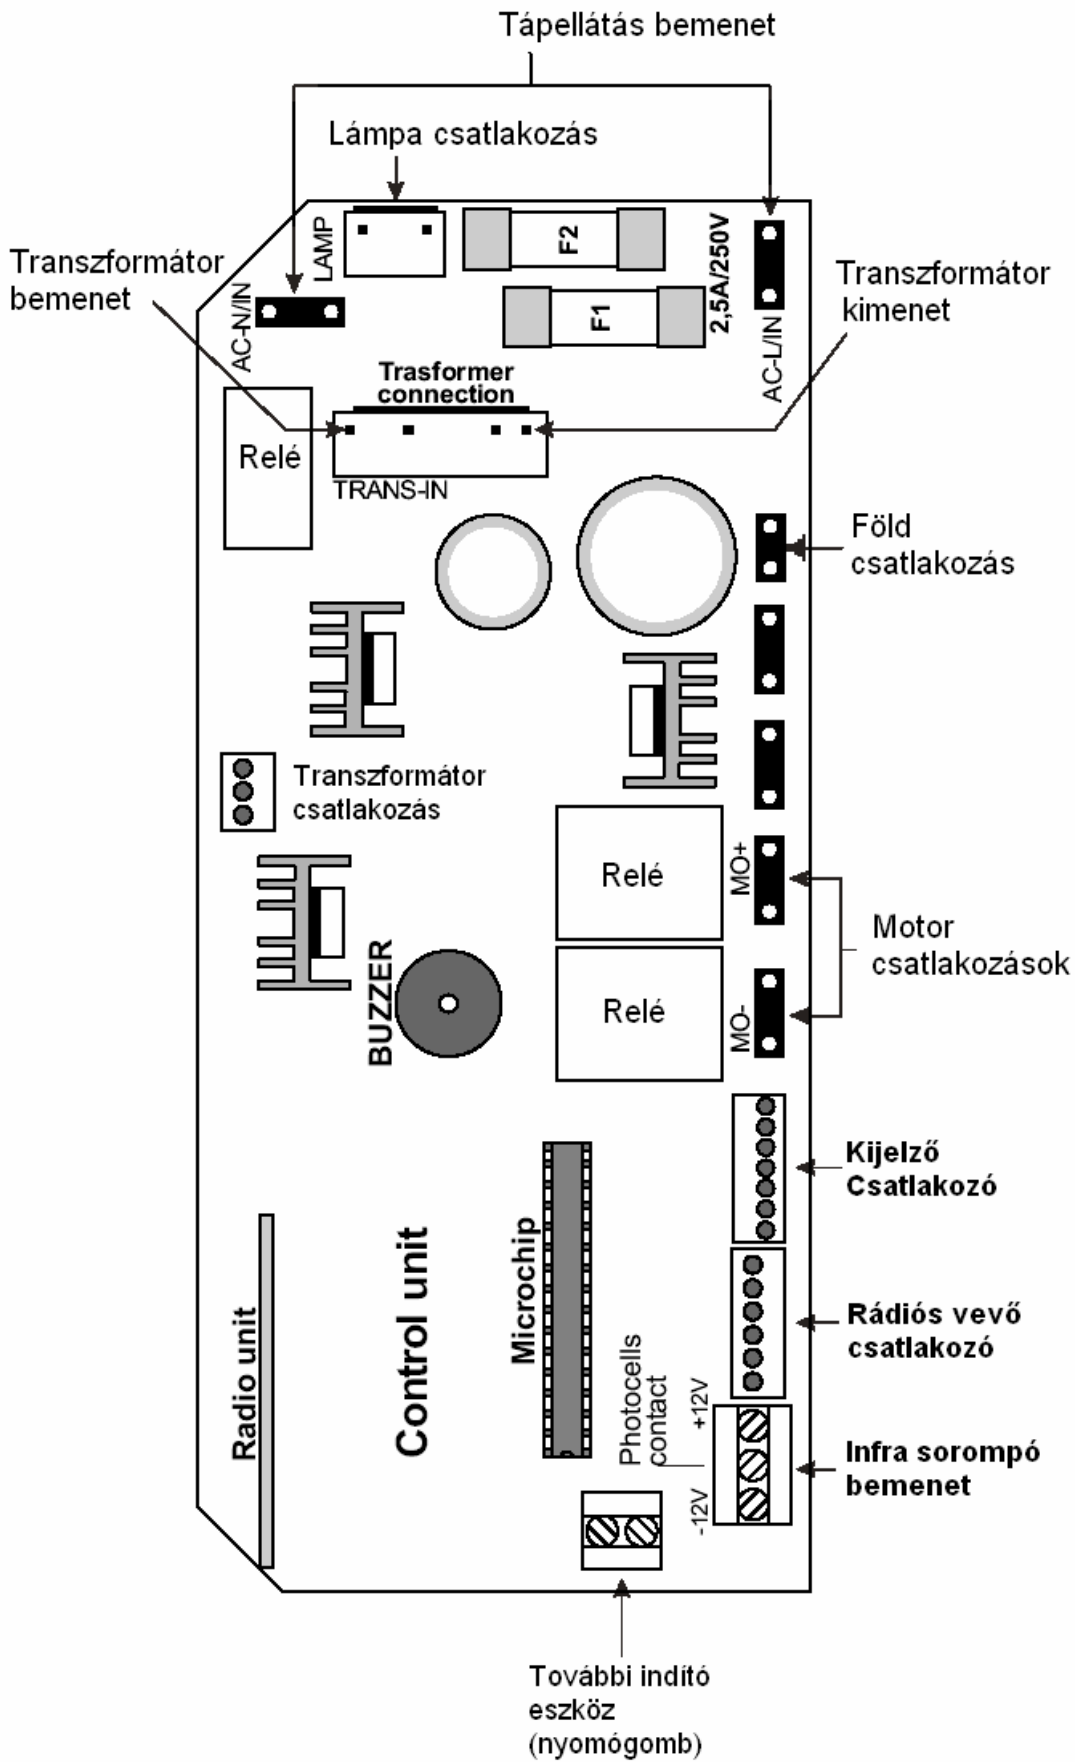 Tápellátás bemenet
Lámpa csatlakozás
Transzformátor
bemenet
LAMP
F2
2,5A/250V
Transzformátor
kimenet
AC-N/IN
F1
AC-L/IN
Trasformer
connection
Relé
TRANS-IN
Föld
csatlakozás
Transzformátor
csatlakozás
Relé
MO+
Motor
csatlakozások
BUZZER
Relé
MO-
Kijelző
Csatlakozó
Microchip
Control unit
Radio unit
Rádiós vevő
csatlakozó
Photocells
contact
+12V
-12V
Infra sorompó
bemenet
További indító
eszköz
(nyomógomb)